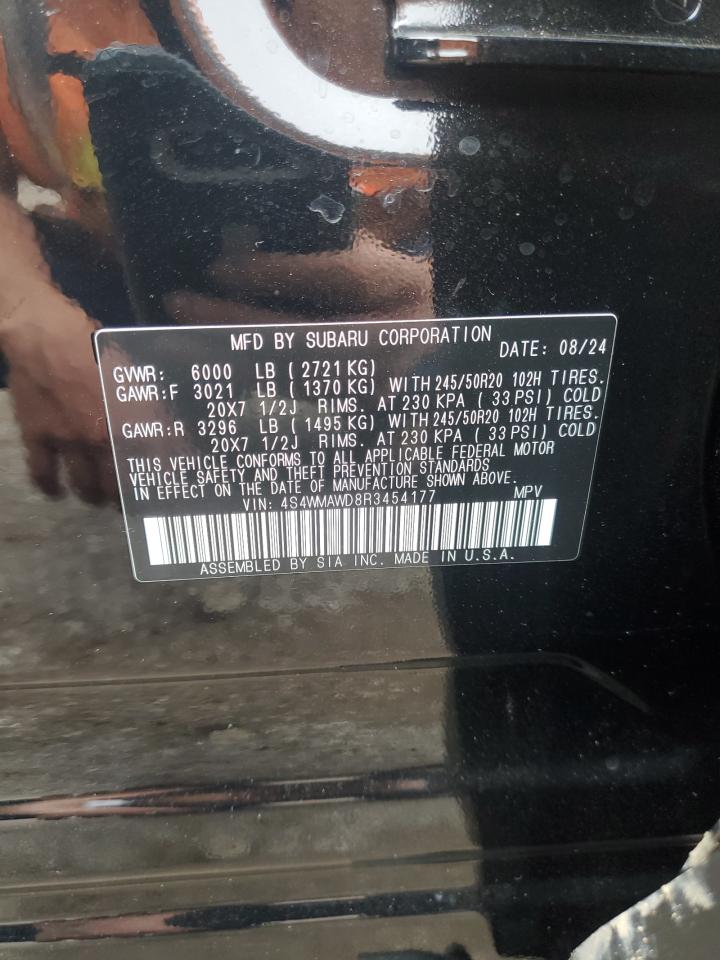 MFD BY SUBARU CORPORATION DATE: 08/24
GVWR: 6000 LB (2721 KG)
GAWR:F 3021 LB (1370 KG) WITH 245/50R20 102H TIRES.
20X7 1/2J RIMS. AT 230 KPA (33 PSI) COLD
GAWR:R 3296 LB (1495 KG) WITH 245/50R20 102H TIRES.
20X7 1/2J RIMS. AT 230 KPA (33 PSI) COLD
THIS VEHICLE CONFORMS TO ALL APPLICABLE FEDERAL MOTOR
VEHICLE SAFETY AND THEFT PREVENTION STANDARDS
IN EFFECT ON THE DATE OF MANUFACTURE SHOWN ABOVE.
VIN: 4S4WMAWD8R3454177 MPV
ASSEMBLED BY SIA INC. MADE IN U.S.A.